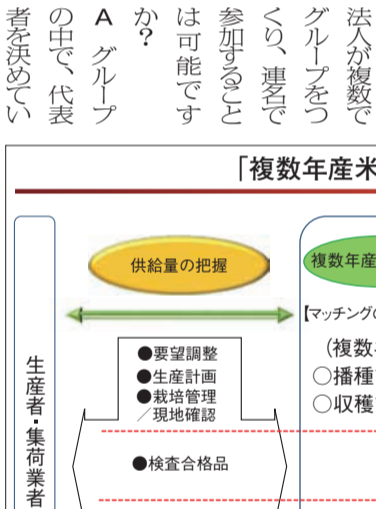 法人が複数で
グループをつ
くり、連名で
参加すること
は可能です
か？
A　グループ
の中で、代表
者を決めてい
「複数年産米
供給量の把握
複数年産
【マッチングの
（複数年
○播種
○収穫
●要望調整
●生産計画
●栽培管理
／現地確認
●検査合格品
生産者・集荷業者